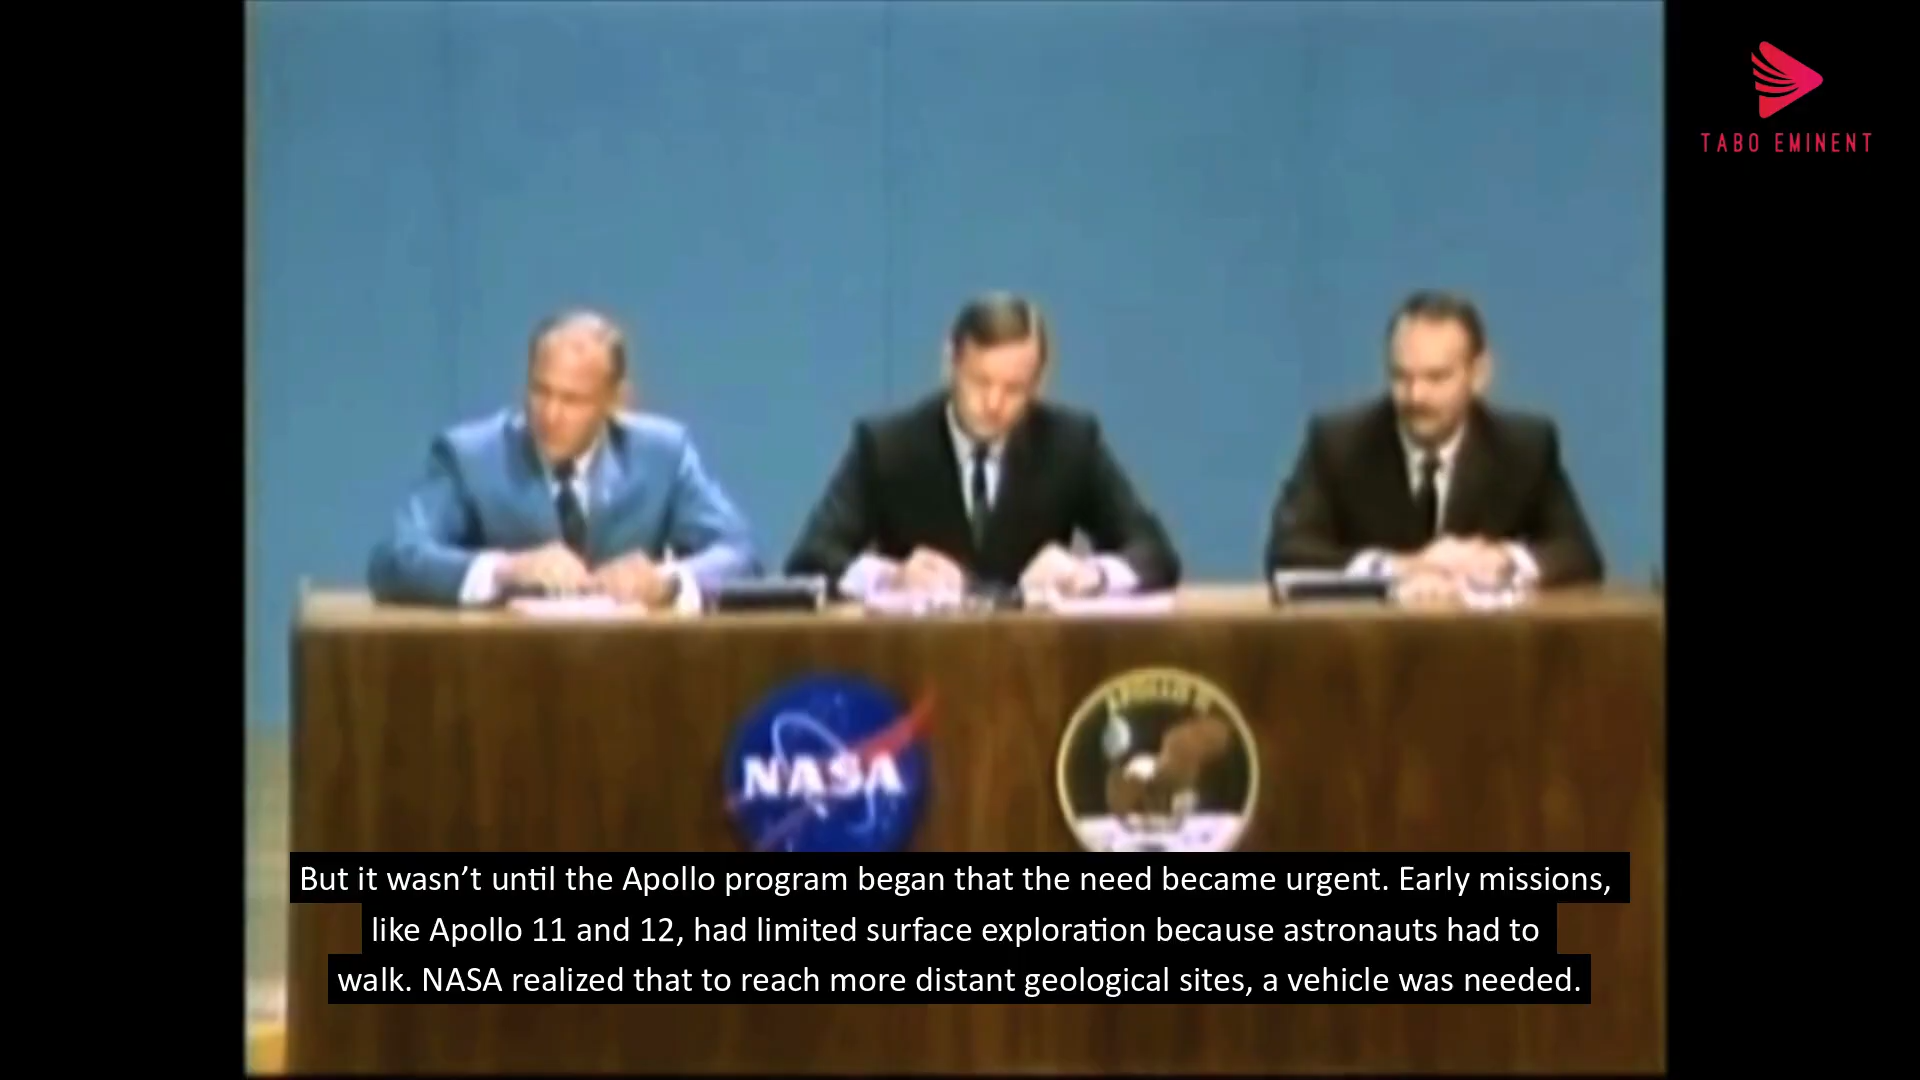 TABO EMINENT
NASA
APOLLO 11
But it wasn’t until the Apollo program began that the need became urgent. Early missions,
like Apollo 11 and 12, had limited surface exploration because astronauts had to
walk. NASA realized that to reach more distant geological sites, a vehicle was needed.